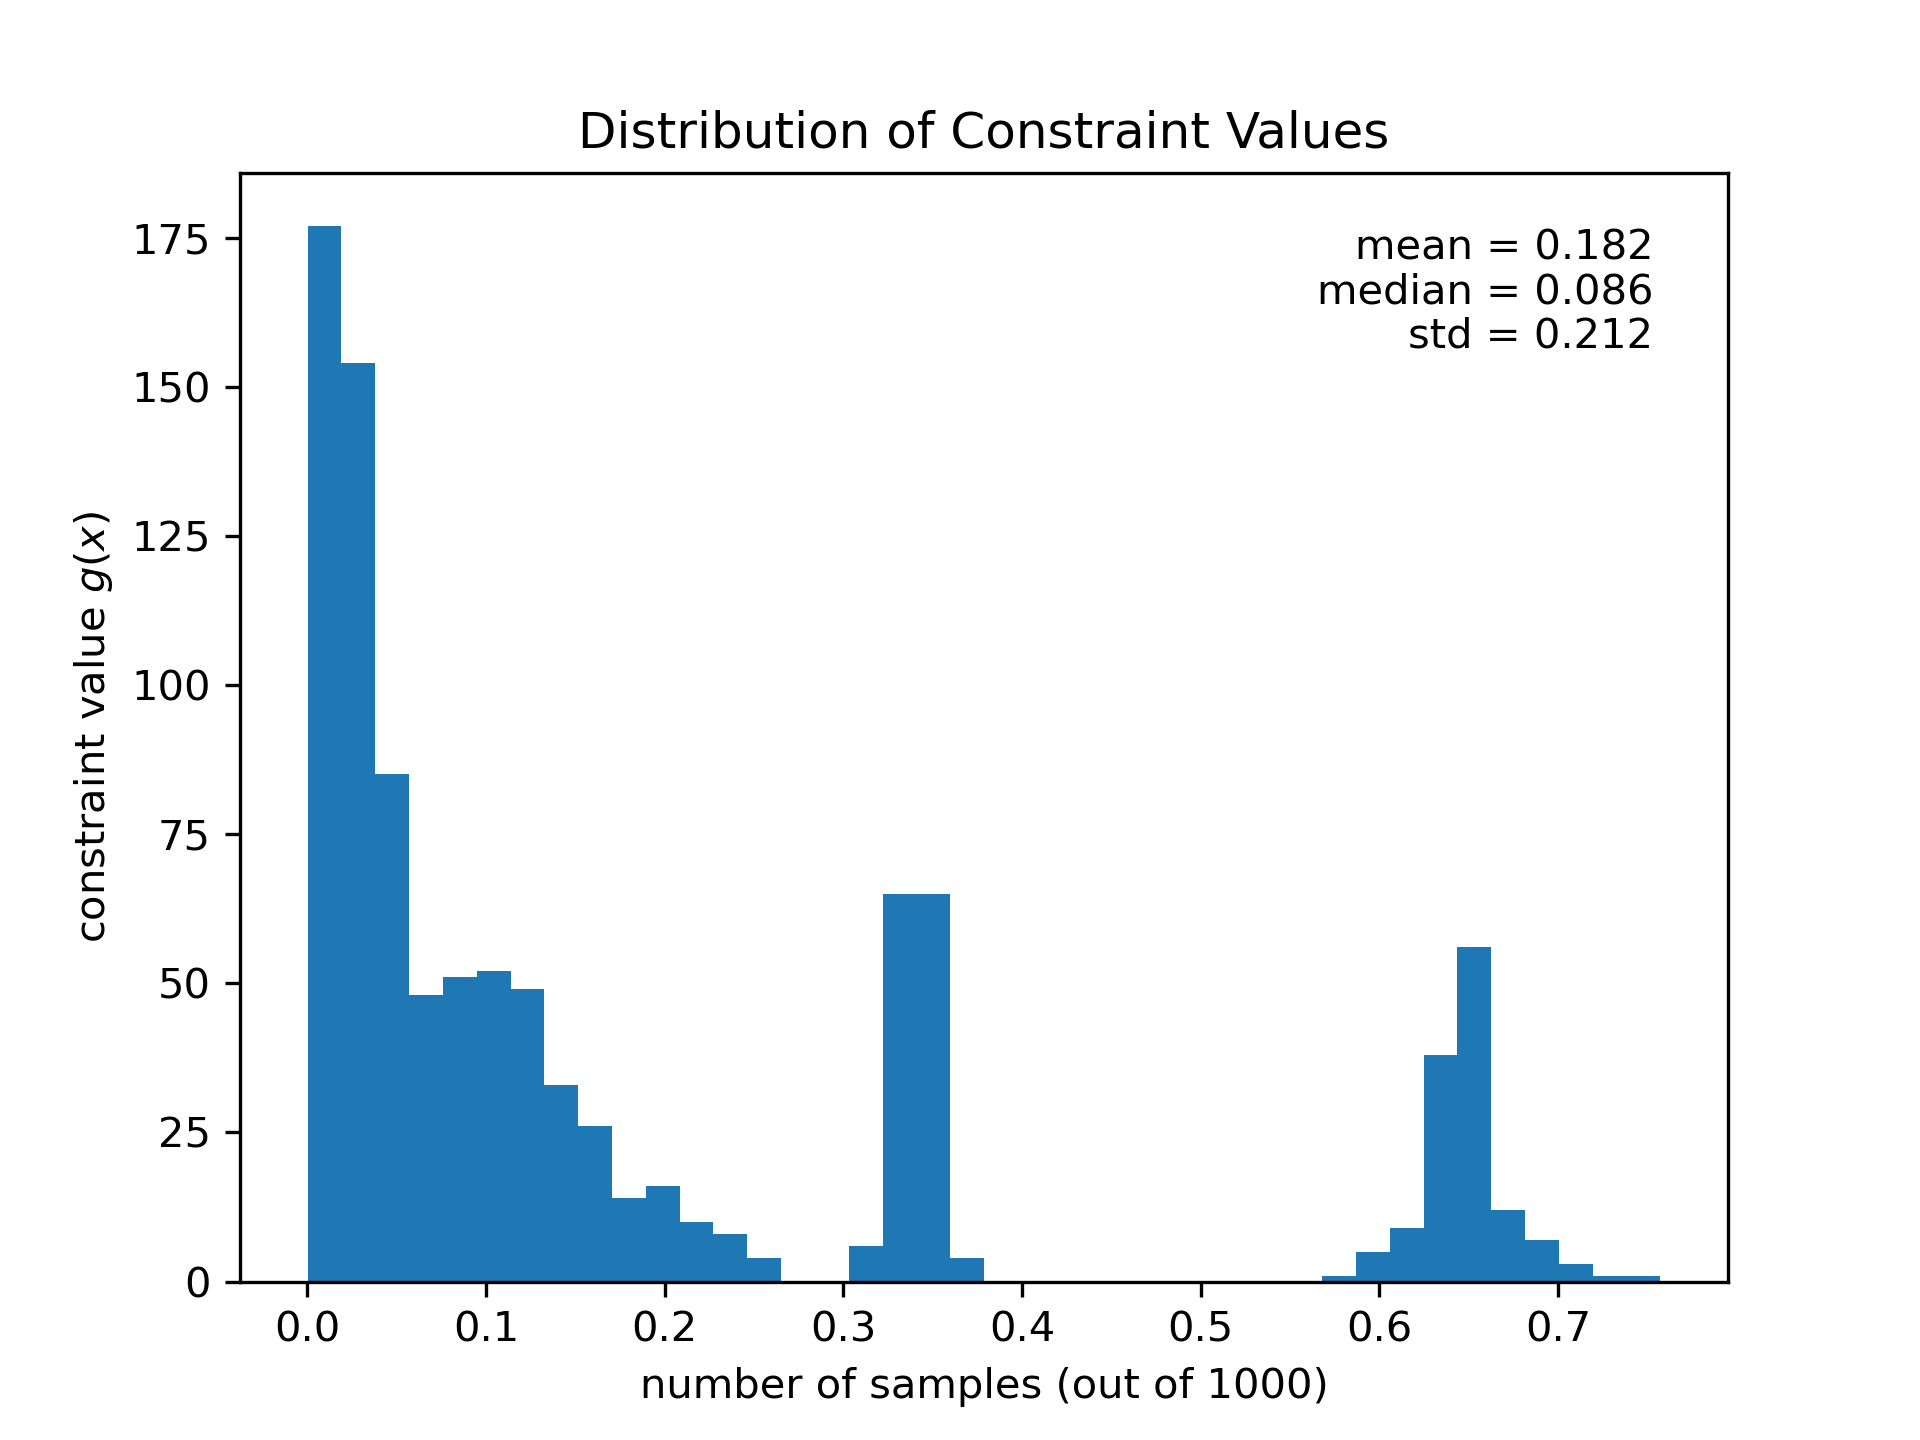 Distribution of Constraint Values
mean = 0.182
median = 0.086
std = 0.212
constraint value g(x)
175
150
125
100
75
50
25
0
0.0 0.1 0.2 0.3 0.4 0.5 0.6 0.7
number of samples (out of 1000)